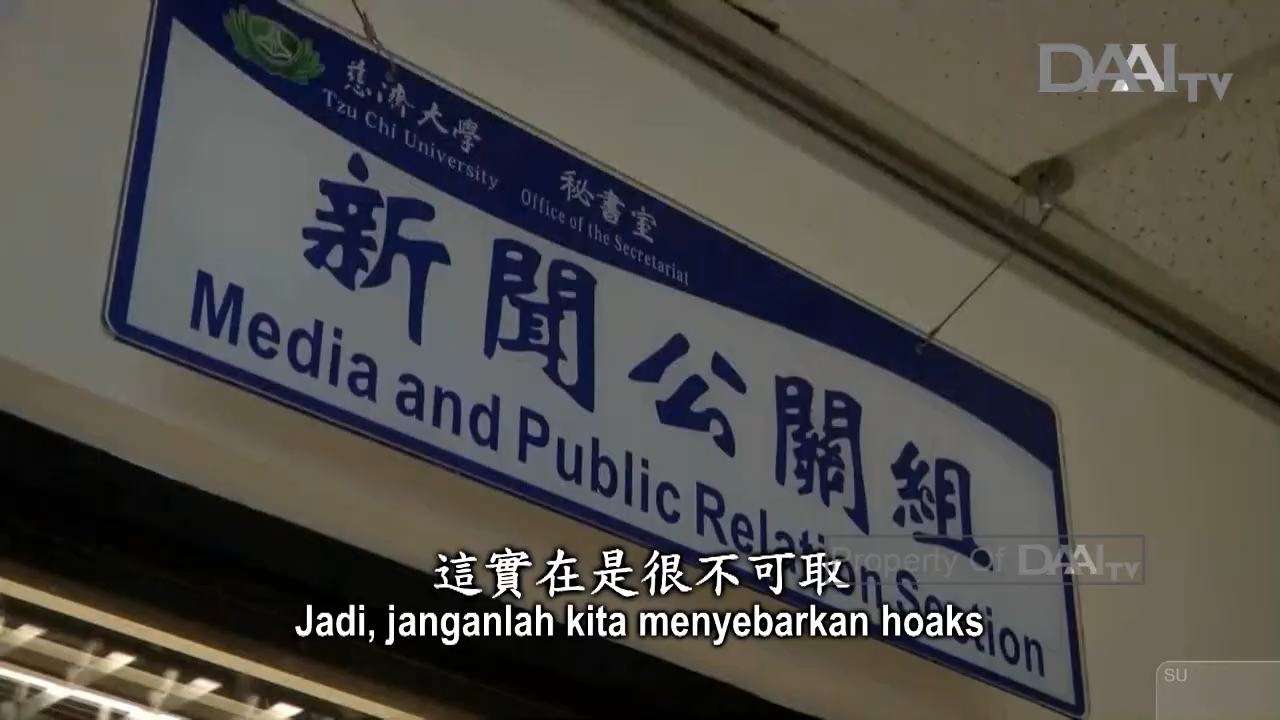 DAAI TV
慈濟大學 秘書室
Tzu Chi University Office of the Secretariat
新聞公關組
Media and Public Relation Section
Property Of DAAI TV
這實在是很不可取
Jadi, janganlah kita menyebarkan hoaks
SU